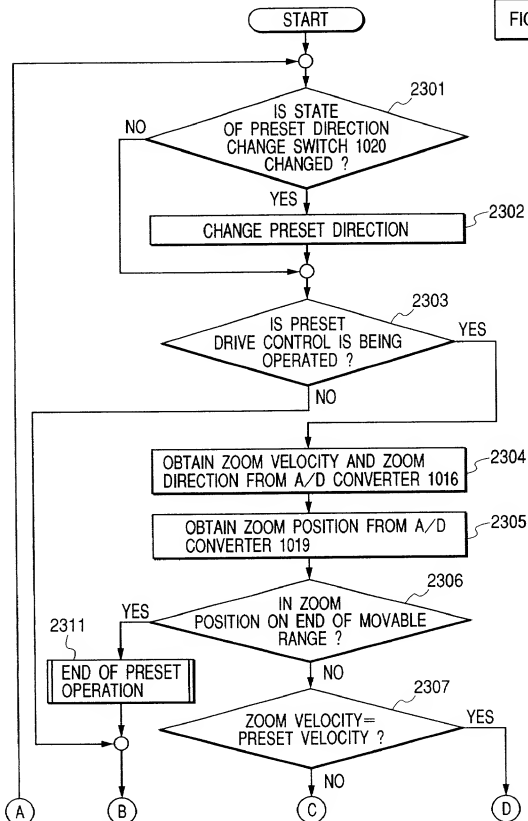 START
FIG
2301
IS STATE
OF PRESET DIRECTION
CHANGE SWITCH 1020
CHANGED ?
NO
YES
2302
CHANGE PRESET DIRECTION
2303
IS PRESET
DRIVE CONTROL IS BEING
OPERATED ?
YES
NO
2304
OBTAIN ZOOM VELOCITY AND ZOOM
DIRECTION FROM A/D CONVERTER 1016
2305
OBTAIN ZOOM POSITION FROM A/D
CONVERTER 1019
2306
IN ZOOM
POSITION ON END OF MOVABLE
RANGE ?
YES
NO
2311
END OF PRESET
OPERATION
2307
ZOOM VELOCITY=
PRESET VELOCITY ?
YES
NO
A
B
C
D